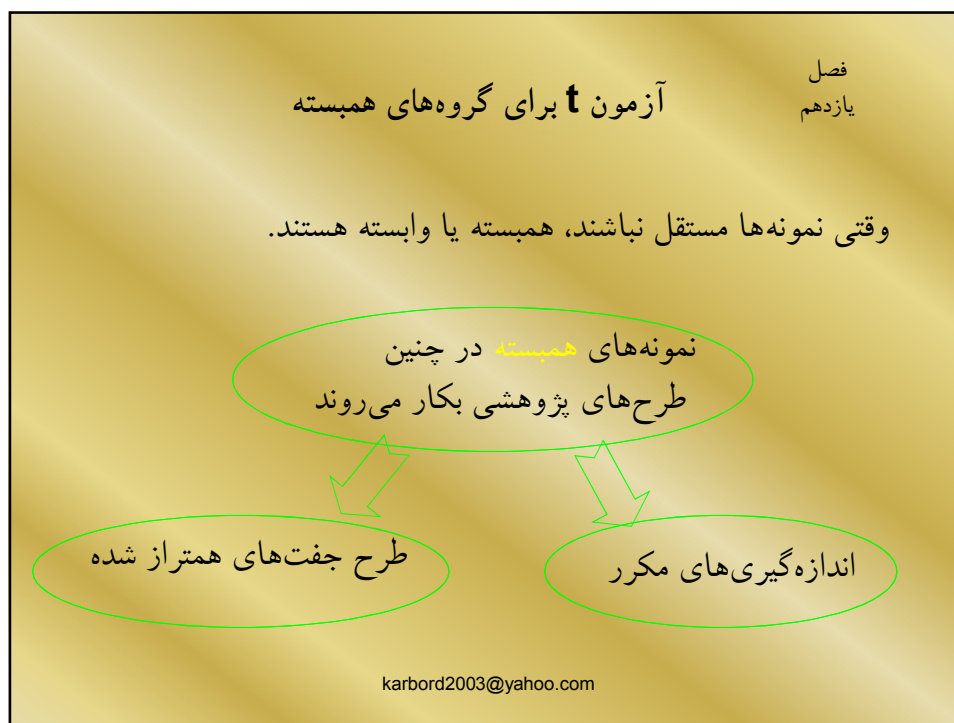 فصل
یازدهم
آزمون t برای گروه‌های همبسته
وقتی نمونه‌ها مستقل نباشند، همبسته یا وابسته هستند.
نمونه‌های همبسته در چنین
طرح‌های پژوهشی بکار می‌روند
اندازه‌گیری‌های مکرر
طرح جفت‌های همتراز شده
karbord2003@yahoo.com